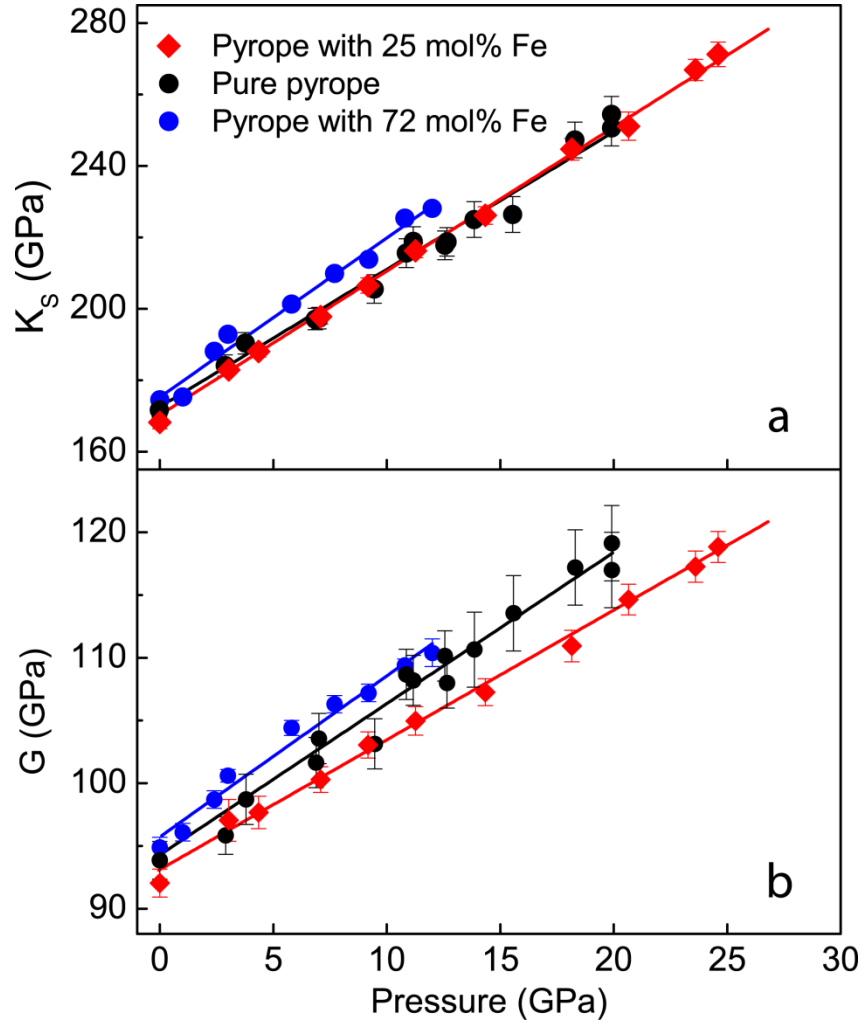 280
Pyrope with 25 mol% Fe
Pure pyrope
Pyrope with 72 mol% Fe
240
200
160
K_S (GPa)
a
120
110
100
90
G (GPa)
b
0 5 10 15 20 25 30
Pressure (GPa)